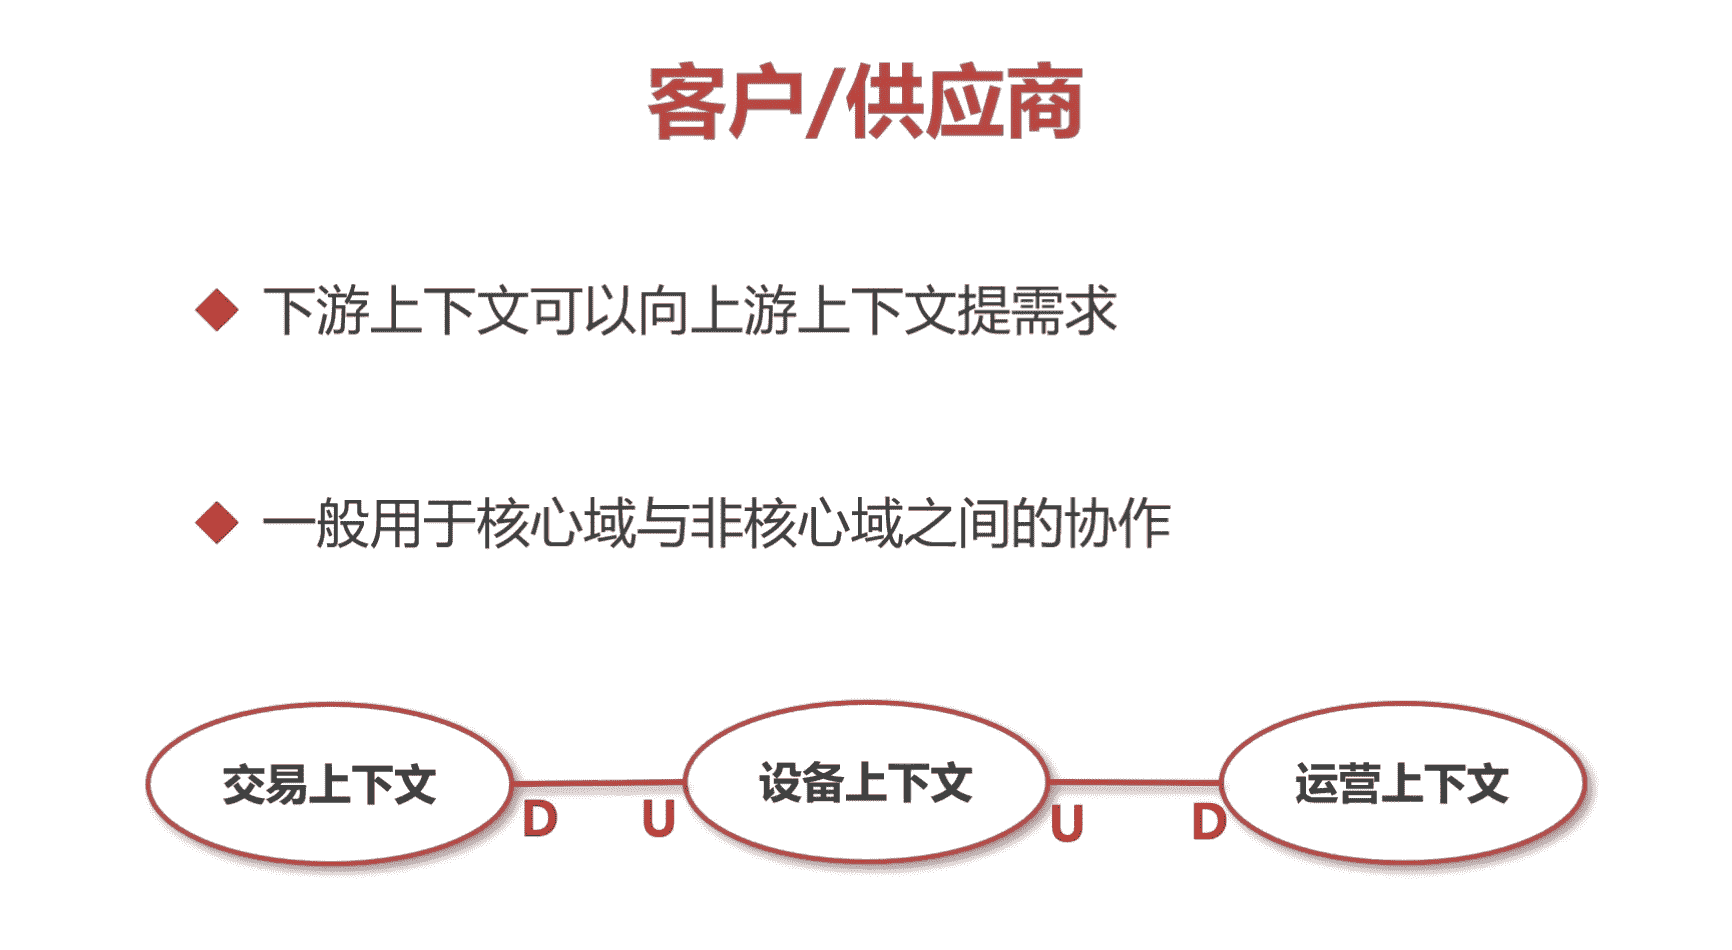 客户/供应商
下游上下文可以向上游上下文提需求
一般用于核心域与非核心域之间的协作
交易上下文 D U 设备上下文 U D 运营上下文